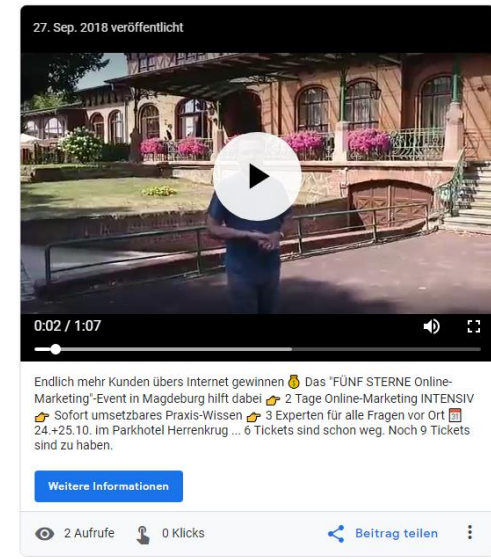 27. Sep. 2018 veröffentlicht
0:02 / 1:07
Endlich mehr Kunden übers Internet gewinnen 💰 Das "FÜNF STERNE Online-
Marketing"-Event in Magdeburg hilft dabei 👉 2 Tage Online-Marketing INTENSIV
👉 Sofort umsetzbares Praxis-Wissen 👉 3 Experten für alle Fragen vor Ort 📅
24.+25.10. im Parkhotel Herrenkrug ... 6 Tickets sind schon weg. Noch 9 Tickets
sind zu haben.
Weitere Informationen
2 Aufrufe 0 Klicks Beitrag teilen